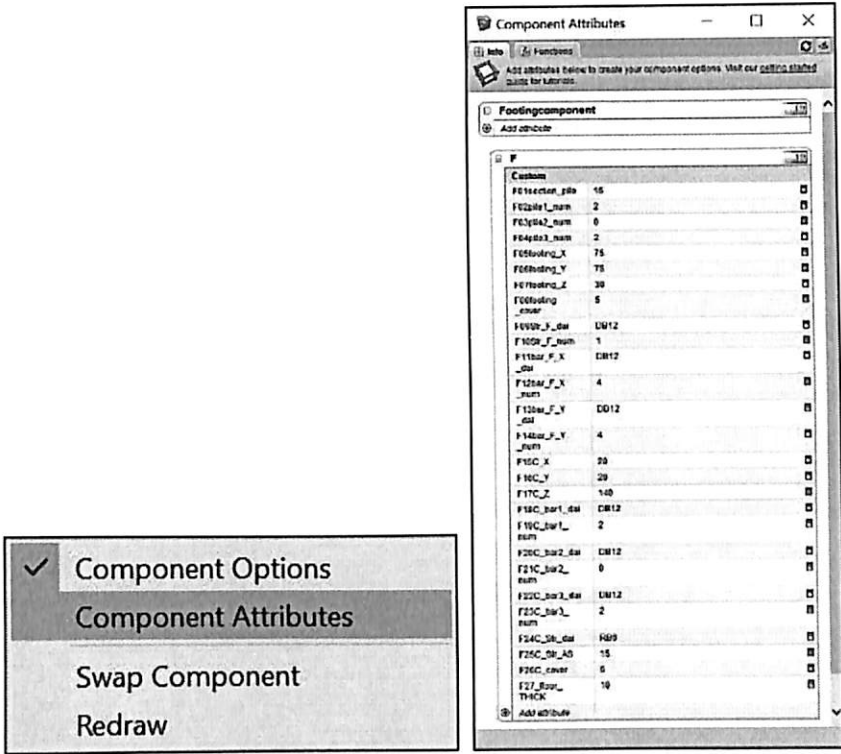 Component Options
Component Attributes
Swap Component
Redraw
Component Attributes
Info
Functions
Add attributes below to create your component options. Visit our getting started
guide for tutorials.
Footingcomponent
Add attribute
F
Custom
F01section_pile 15
F02pile1_num 2
F03pile2_num 0
F04pile3_num 2
F05footing_X 75
F06footing_Y 75
F07footing_Z 30
F08footing 5
_cover
F09Str_F_dai DB12
F10Str_F_num 1
F11bar_F_X DB12
_dai
F12bar_F_X 4
_num
F13bar_F_Y DB12
_dai
F14bar_F_Y 4
_num
F15C_X 20
F16C_Y 20
F17C_Z 140
F18C_bar1_dai DB12
F19C_bar1_ 2
num
F20C_bar2_dai DB12
F21C_bar2_ 0
num
F22C_bar3_dai DB12
F23C_bar3_ 2
num
F24C_Str_dai
F25C_Str_AS 15
F26C_cover
F27_floor_ 10
THICK
Add attribute